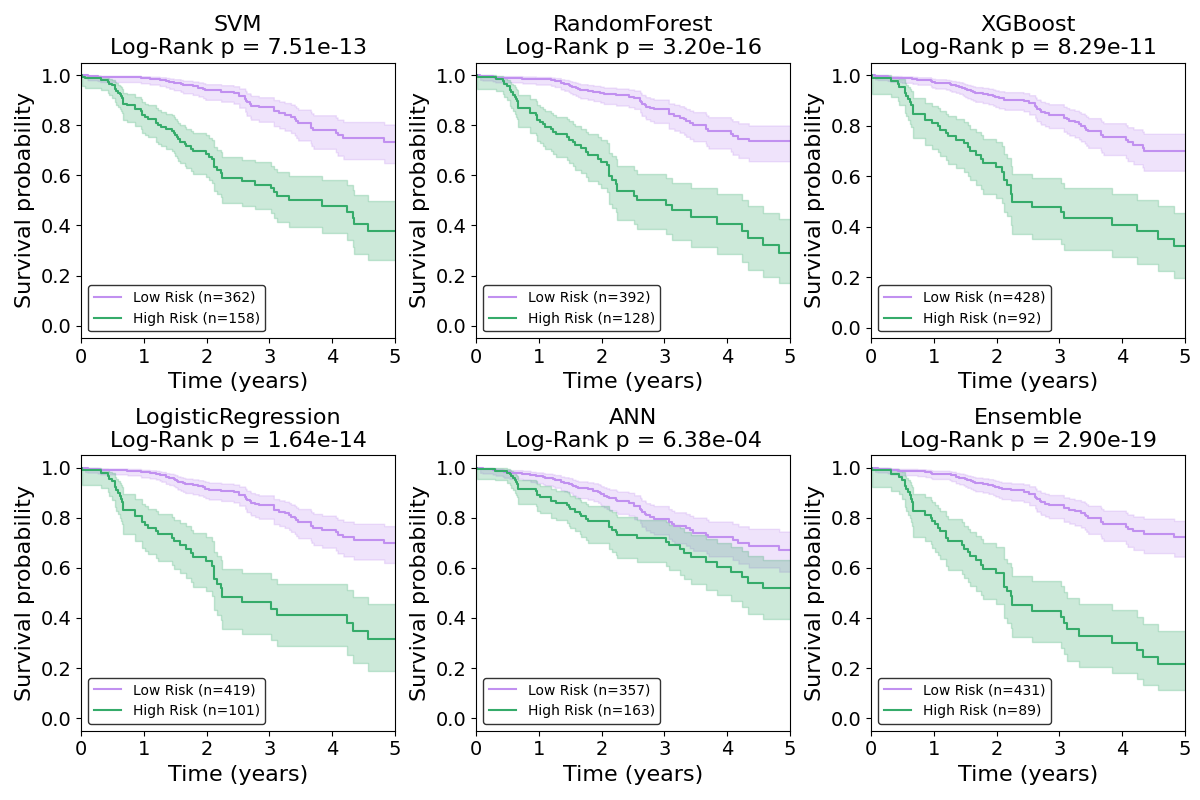 SVM
Log-Rank p = 7.51e-13
Survival probability
1.0
0.8
0.6
0.4
0.2
0.0
Low Risk (n=362)
High Risk (n=158)
0 1 2 3 4 5
Time (years)
RandomForest
Log-Rank p = 3.20e-16
Survival probability
1.0
0.8
0.6
0.4
0.2
0.0
Low Risk (n=392)
High Risk (n=128)
0 1 2 3 4 5
Time (years)
XGBoost
Log-Rank p = 8.29e-11
Survival probability
1.0
0.8
0.6
0.4
0.2
0.0
Low Risk (n=428)
High Risk (n=92)
0 1 2 3 4 5
Time (years)
LogisticRegression
Log-Rank p = 1.64e-14
Survival probability
1.0
0.8
0.6
0.4
0.2
0.0
Low Risk (n=419)
High Risk (n=101)
0 1 2 3 4 5
Time (years)
ANN
Log-Rank p = 6.38e-04
Survival probability
1.0
0.8
0.6
0.4
0.2
0.0
Low Risk (n=357)
High Risk (n=163)
0 1 2 3 4 5
Time (years)
Ensemble
Log-Rank p = 2.90e-19
Survival probability
1.0
0.8
0.6
0.4
0.2
0.0
Low Risk (n=431)
High Risk (n=89)
0 1 2 3 4 5
Time (years)